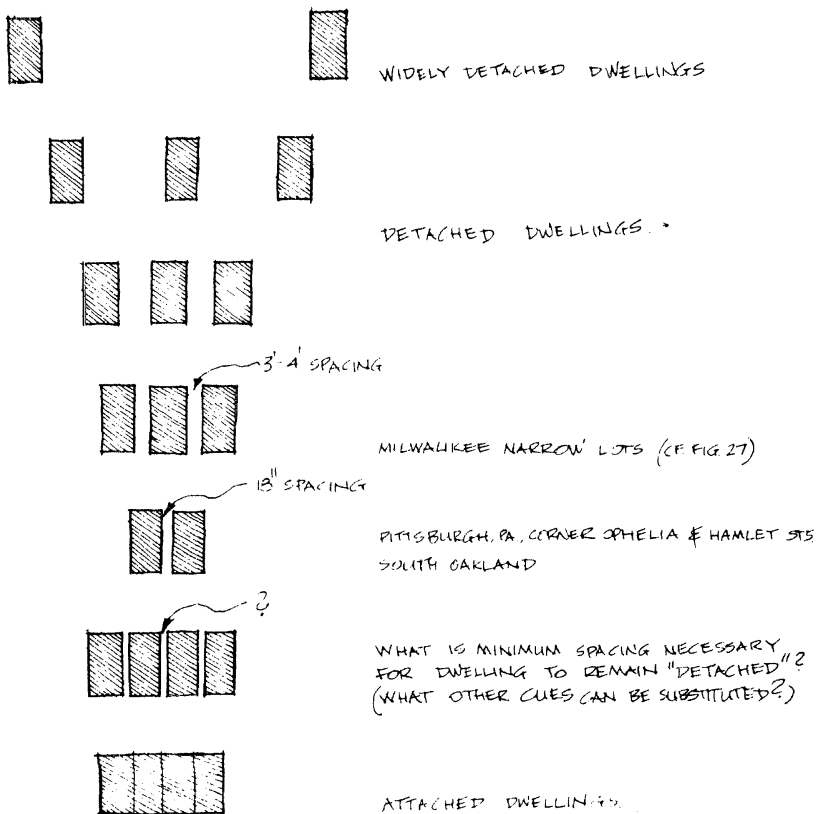 WIDELY DETACHED DWELLINGS
DETACHED DWELLINGS.
3'-4' SPACING
MILWAUKEE NARROW LOTS (CF. FIG. 27)
18" SPACING
PITTSBURGH, PA, CORNER OPHELIA & HAMLET STS
SOUTH OAKLAND
?
WHAT IS MINIMUM SPACING NECESSARY
FOR DWELLING TO REMAIN "DETACHED"?
(WHAT OTHER CUES CAN BE SUBSTITUTED?)
ATTACHED DWELLINGS.